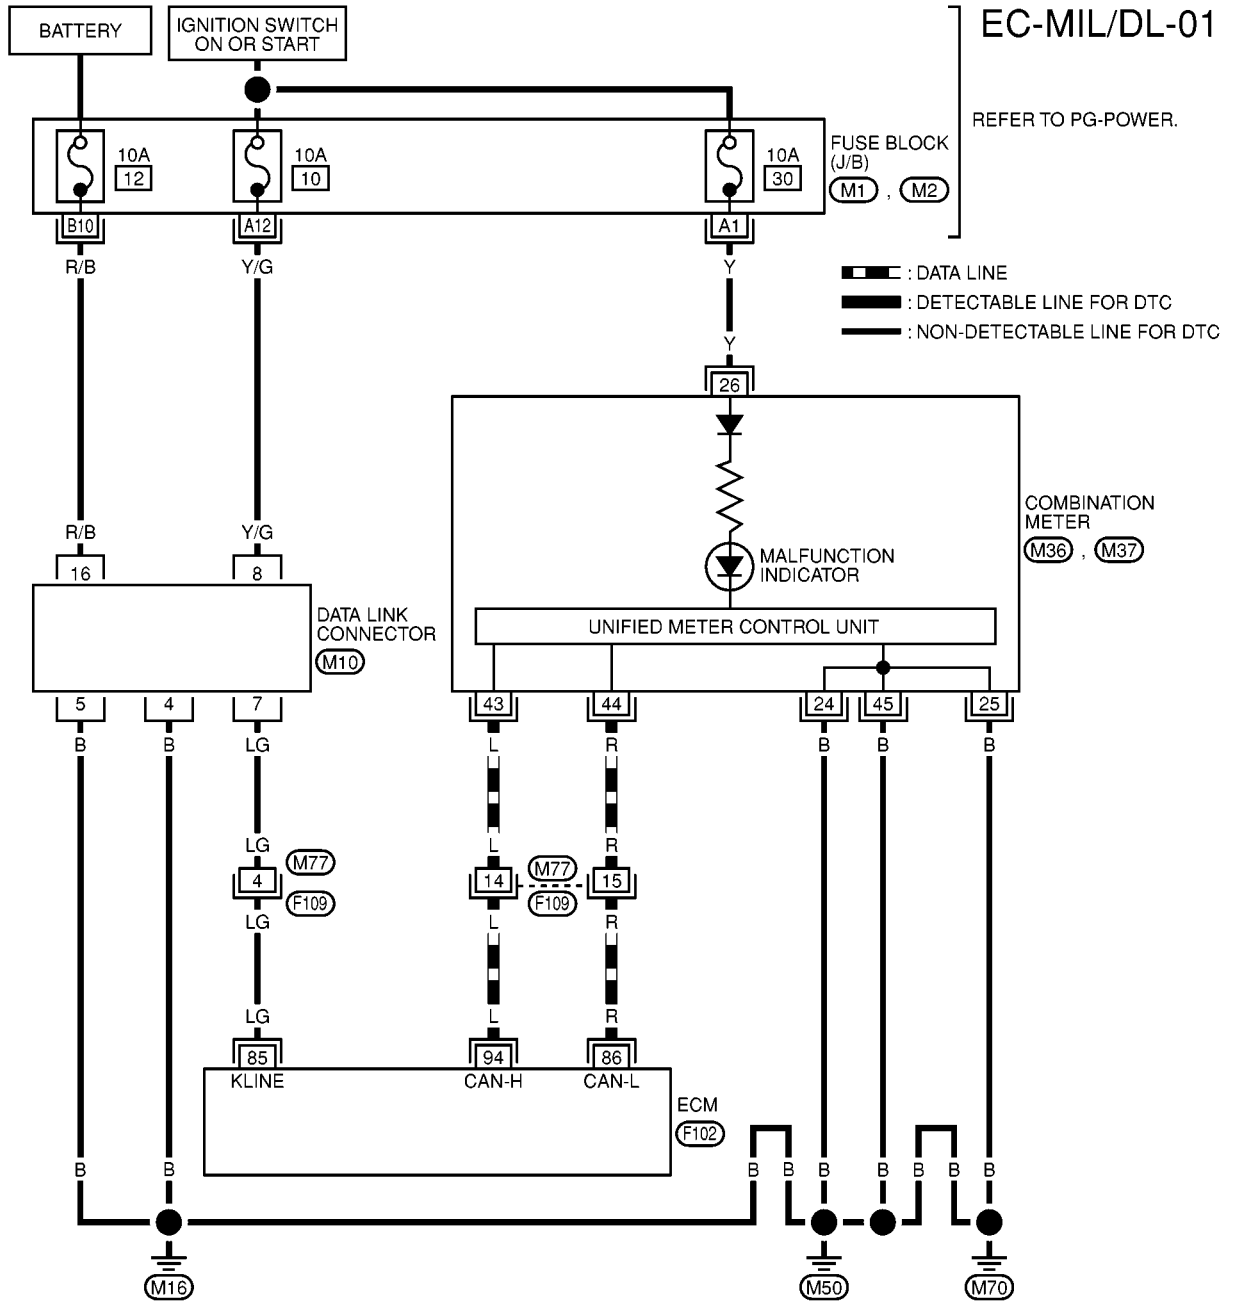 BATTERY
IGNITION SWITCH
ON OR START
EC-MIL/DL-01
REFER TO PG-POWER.
10A
12
10A
10
10A
30
FUSE BLOCK
(J/B)
M1 , M2
B10
A12
A1
R/B
Y/G
Y
: DATA LINE
: DETECTABLE LINE FOR DTC
: NON-DETECTABLE LINE FOR DTC
Y
26
R/B
Y/G
16
8
COMBINATION
METER
M36 , M37
MALFUNCTION
INDICATOR
UNIFIED METER CONTROL UNIT
DATA LINK
CONNECTOR
M10
5
4
7
43
44
24
45
25
B
B
LG
L
R
B
B
B
LG
L
R
M77
4
F109
14
M77
F109
15
LG
L
R
LG
L
R
85
94
86
KLINE
CAN-H
CAN-L
ECM
F102
B
B
B
B
B
B
B
B
B
M16
M50
M70